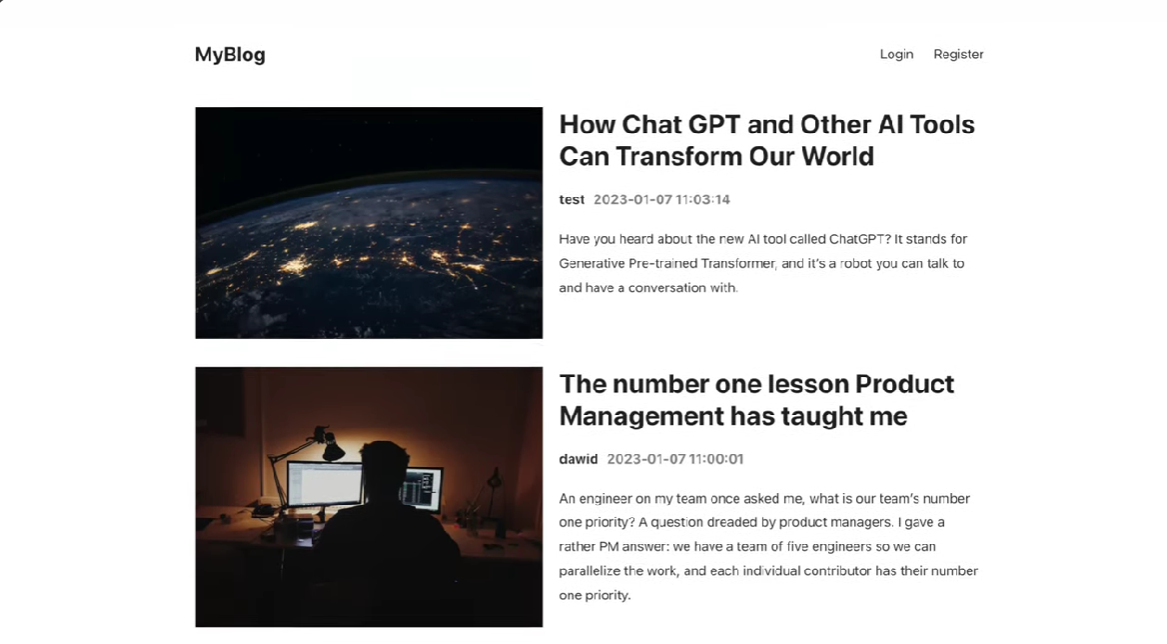 MyBlog
Login Register
How Chat GPT and Other AI Tools
Can Transform Our World
test 2023-01-07 11:03:14
Have you heard about the new AI tool called ChatGPT? It stands for
Generative Pre-trained Transformer, and it's a robot you can talk to
and have a conversation with.
The number one lesson Product
Management has taught me
dawid 2023-01-07 11:00:01
An engineer on my team once asked me, what is our team's number
one priority? A question dreaded by product managers. I gave a
rather PM answer: we have a team of five engineers so we can
parallelize the work, and each individual contributor has their number
one priority.